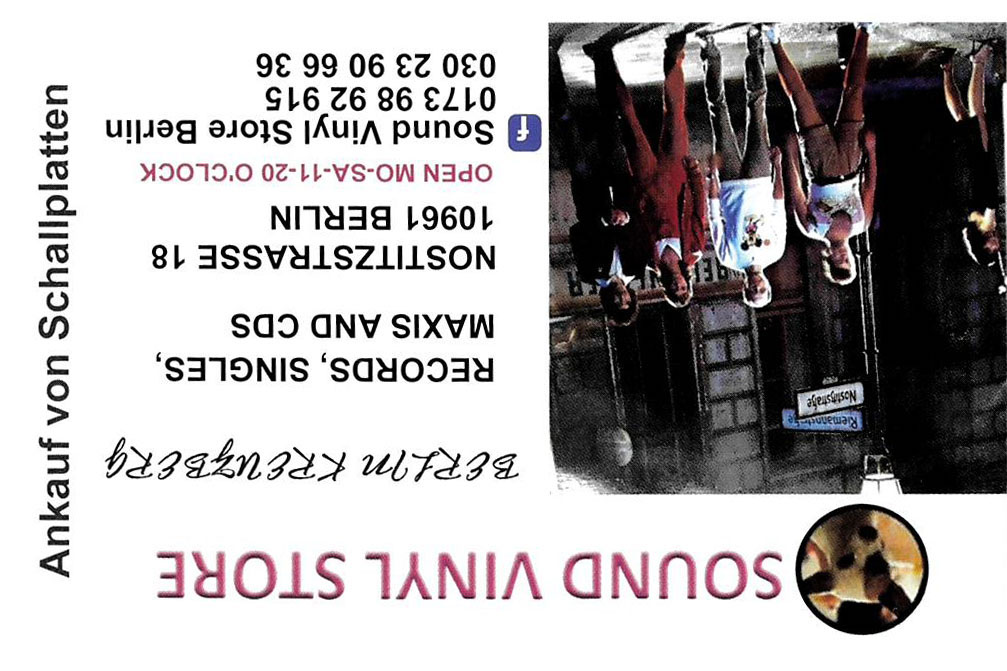 SOUND VINYL STORE
BERLIN KREUZBERG
RECORDS, SINGLES,
MAXIS AND CDS
NOSTITZSTRASSE 18
10961 BERLIN
OPEN MO-SA-11-20 O'CLOCK
f Sound Vinyl Store Berlin
0173 98 92 915
030 23 90 66 36
Ankauf von Schallplatten
Riemannstraße
Nostitzstraße